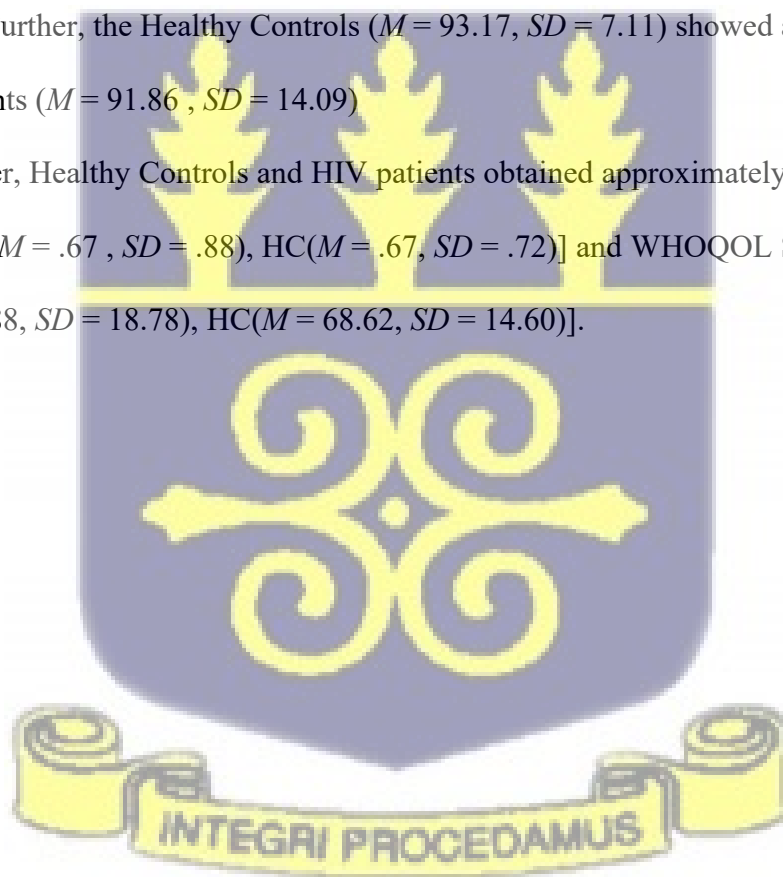 urther, the Healthy Controls (M = 93.17, SD = 7.11) showed a
nts (M = 91.86 , SD = 14.09)
er, Healthy Controls and HIV patients obtained approximately
M = .67 , SD = .88), HC(M = .67, SD = .72)] and WHOQOL
8, SD = 18.78), HC(M = 68.62, SD = 14.60)].
INTEGRI PROCEDAMUS